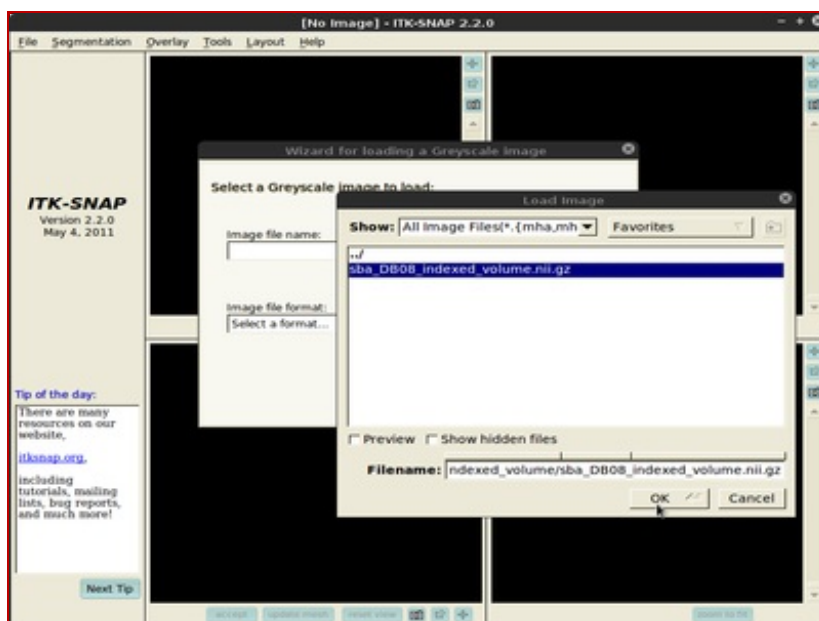 [No Image] - ITK-SNAP 2.2.0
File Segmentation Overlay Tools Layout Help
Wizard for loading a Greyscale image
Select a Greyscale image to load:
Image file name:
Image file format:
Select a format...
Load Image
Show: All Image Files(*.{mha,mh Favorites
../
sba_DB08_indexed_volume.nii.gz
Preview Show hidden files
Filename: ndexed_volume/sba_DB08_indexed_volume.nii.gz
OK Cancel
ITK-SNAP
Version 2.2.0
May 4, 2011
Tip of the day:
There are many
resources on our
website,
itksnap.org,
including
tutorials, mailing
lists, bug reports,
and much more!
Next Tip
accept update mesh reset view zoom to fit